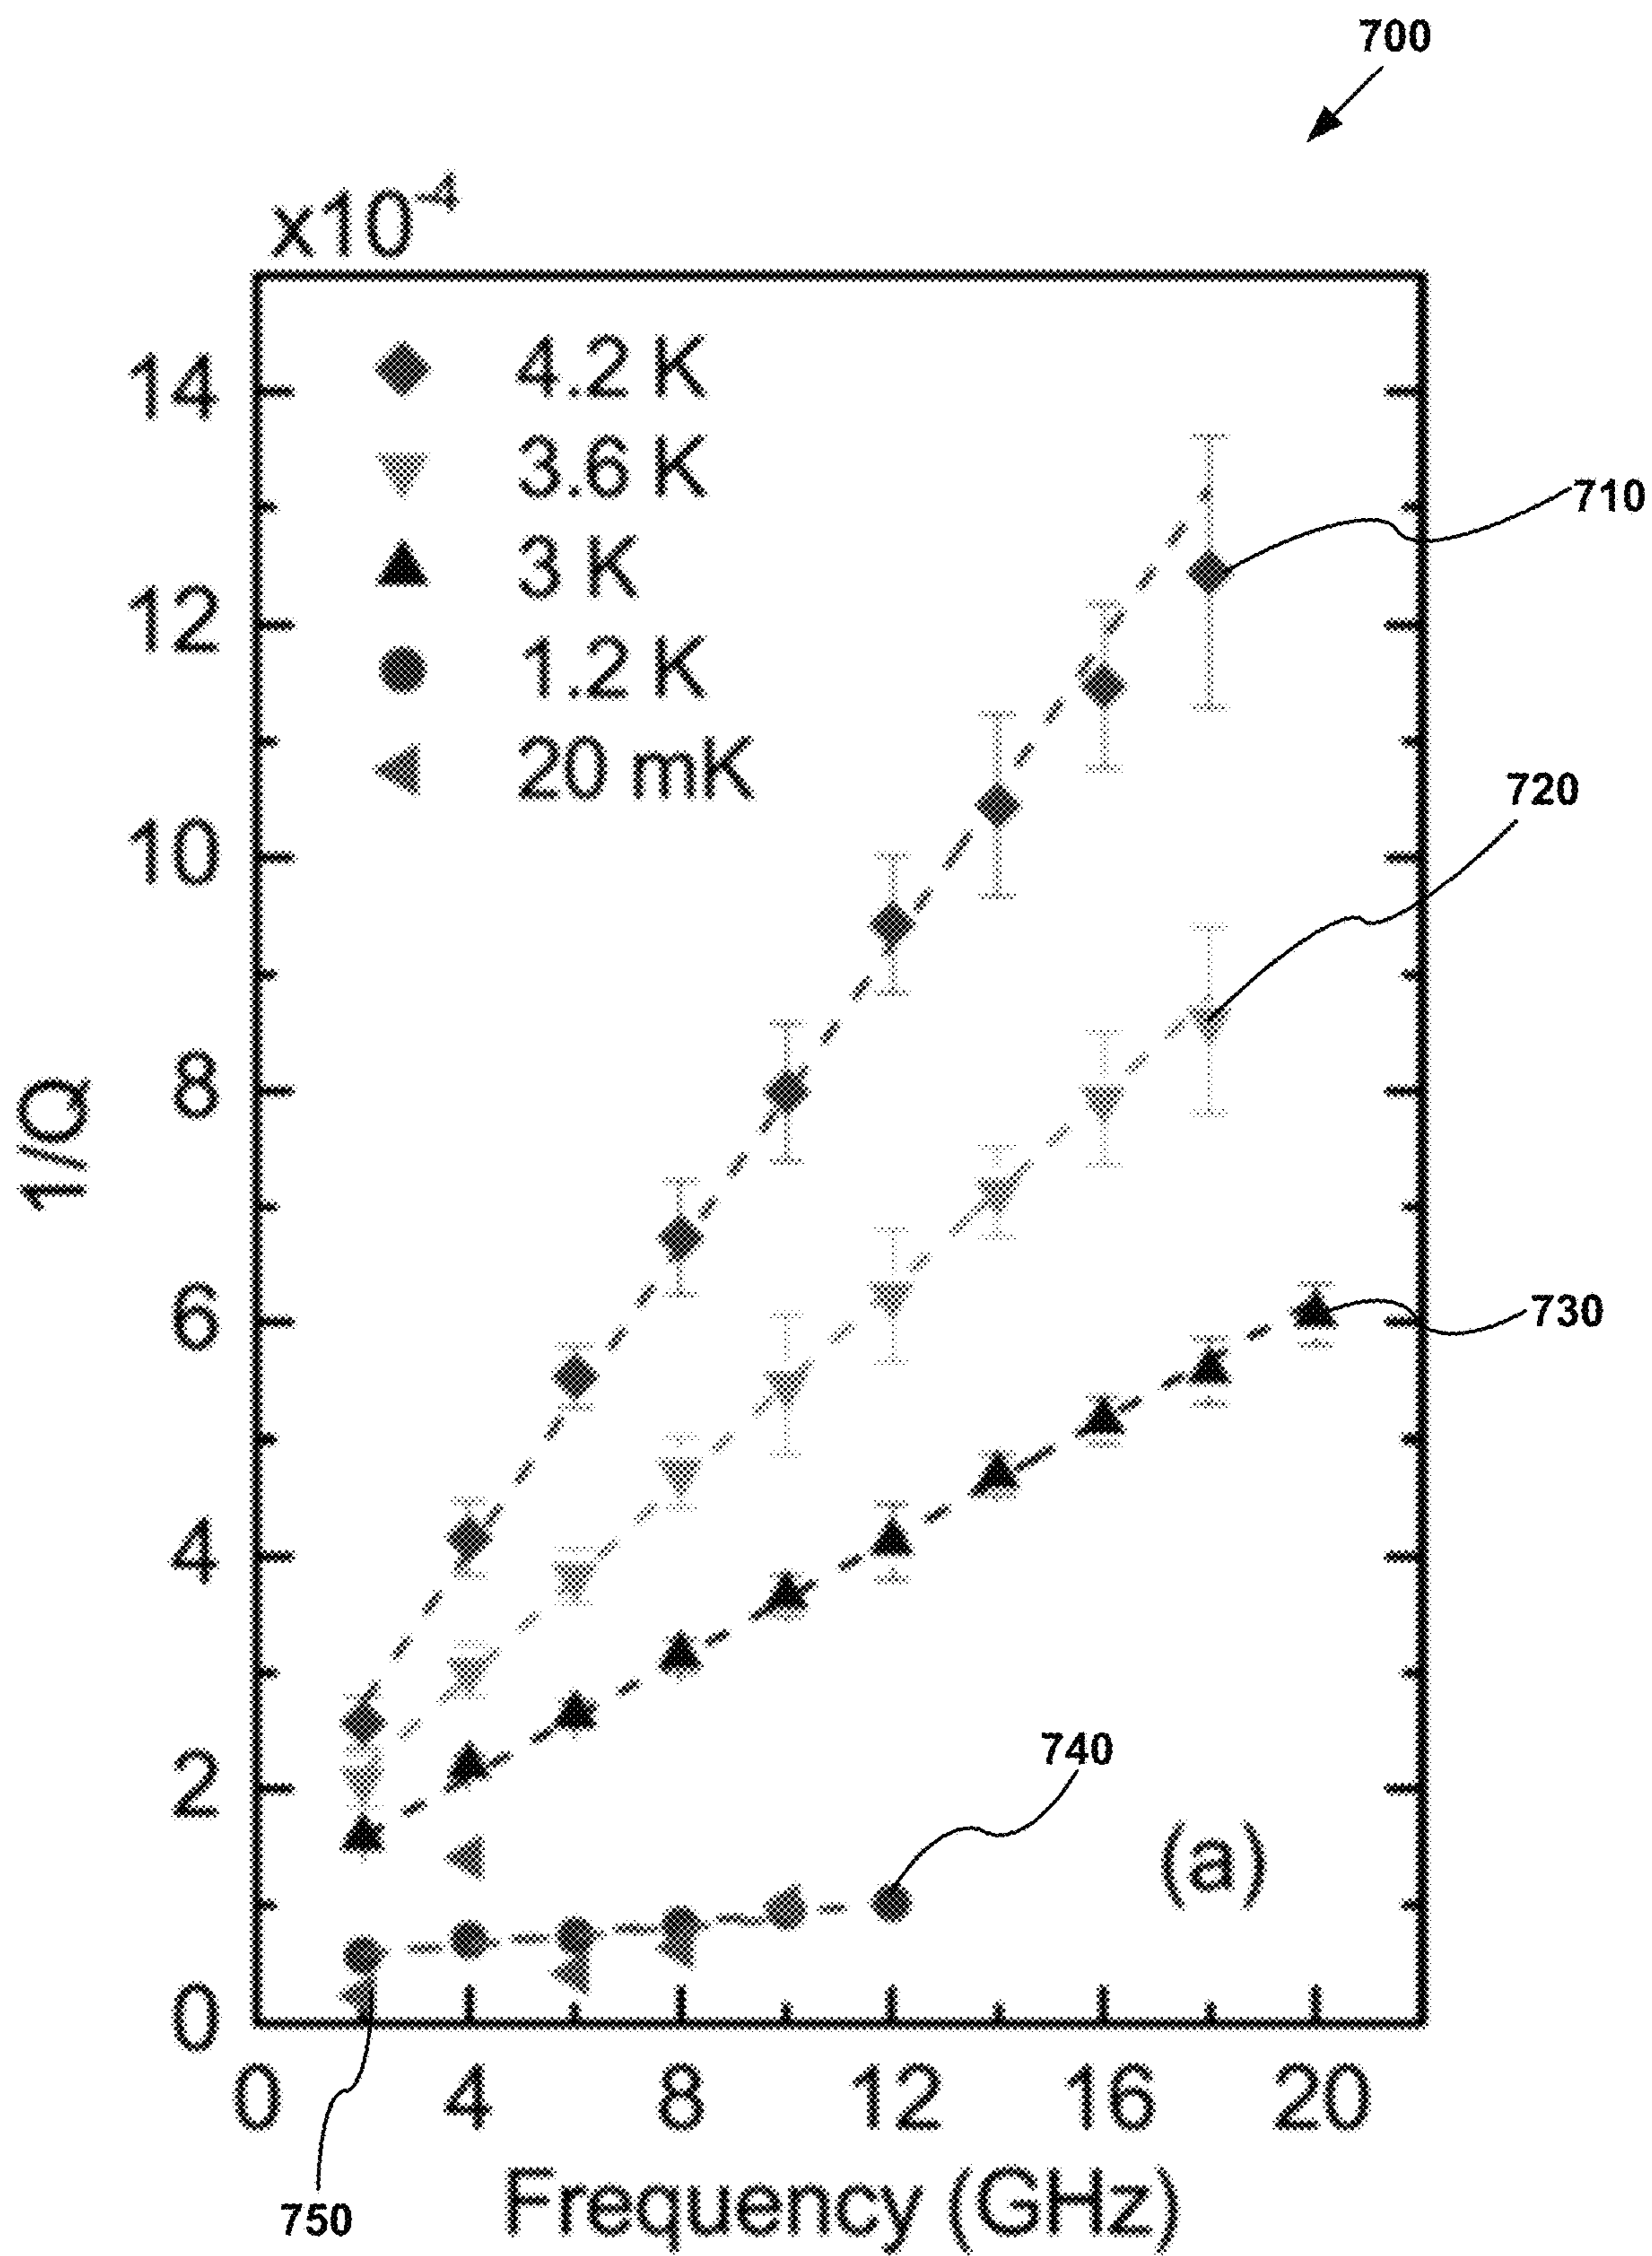 700
x10-4
14
12
10
8
6
4
2
0
1/Q
4.2 K
3.6 K
3 K
1.2 K
20 mK
710
720
730
740
(a)
0 4 8 12 16 20
750
Frequency (GHz)